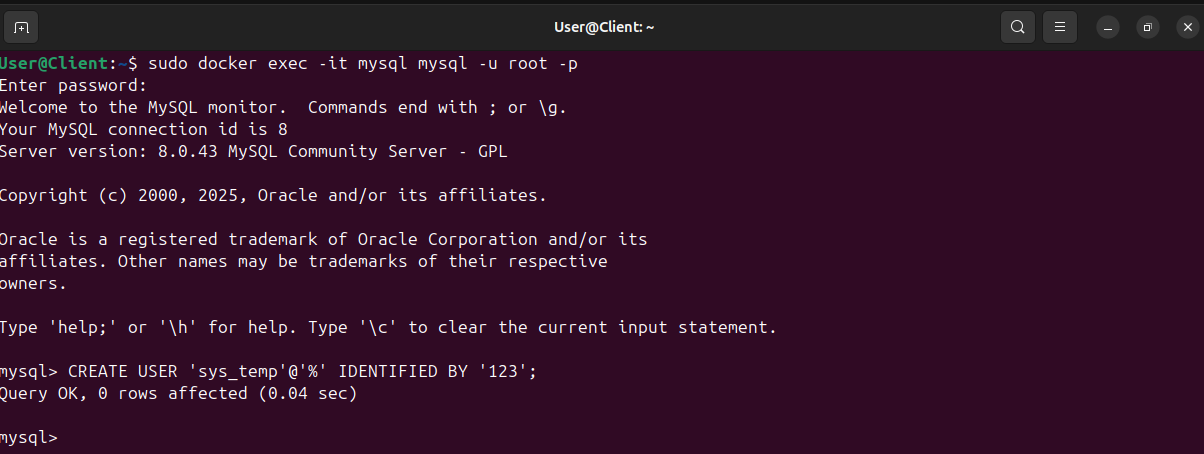 User@Client: ~
User@Client:~$ sudo docker exec -it mysql mysql -u root -p
Enter password:
Welcome to the MySQL monitor.  Commands end with ; or \g.
Your MySQL connection id is 8
Server version: 8.0.43 MySQL Community Server - GPL

Copyright (c) 2000, 2025, Oracle and/or its affiliates.

Oracle is a registered trademark of Oracle Corporation and/or its
affiliates. Other names may be trademarks of their respective
owners.

Type 'help;' or '\h' for help. Type '\c' to clear the current input statement.

mysql> CREATE USER 'sys_temp'@'%' IDENTIFIED BY '123';
Query OK, 0 rows affected (0.04 sec)

mysql>